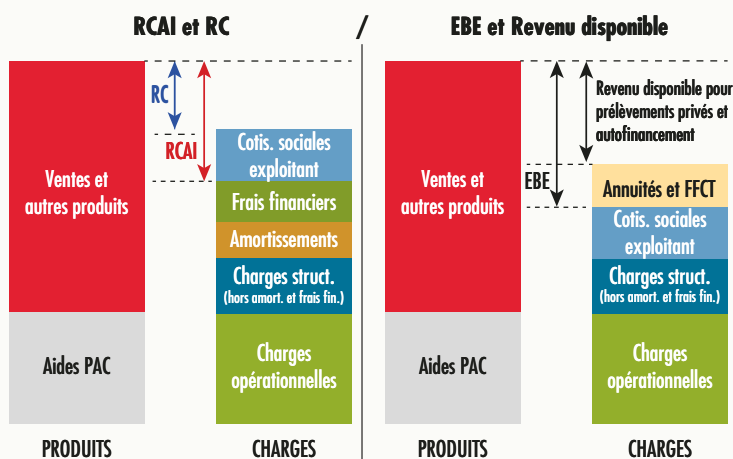 RCAI et RC
/
EBE et Revenu disponible
RC
RCAI
Ventes et
autres produits
Aides PAC
Cotis. sociales
exploitant
Frais financiers
Amortissements
Charges struct.
(hors amort. et frais fin.)
Charges
opérationnelles
PRODUITS
CHARGES
Revenu disponible pour
prélèvements privés et
autofinancement
EBE
Ventes et
autres produits
Aides PAC
Annuités et FFCT
Cotis. sociales
exploitant
Charges struct.
(hors amort. et frais fin.)
Charges
opérationnelles
PRODUITS
CHARGES